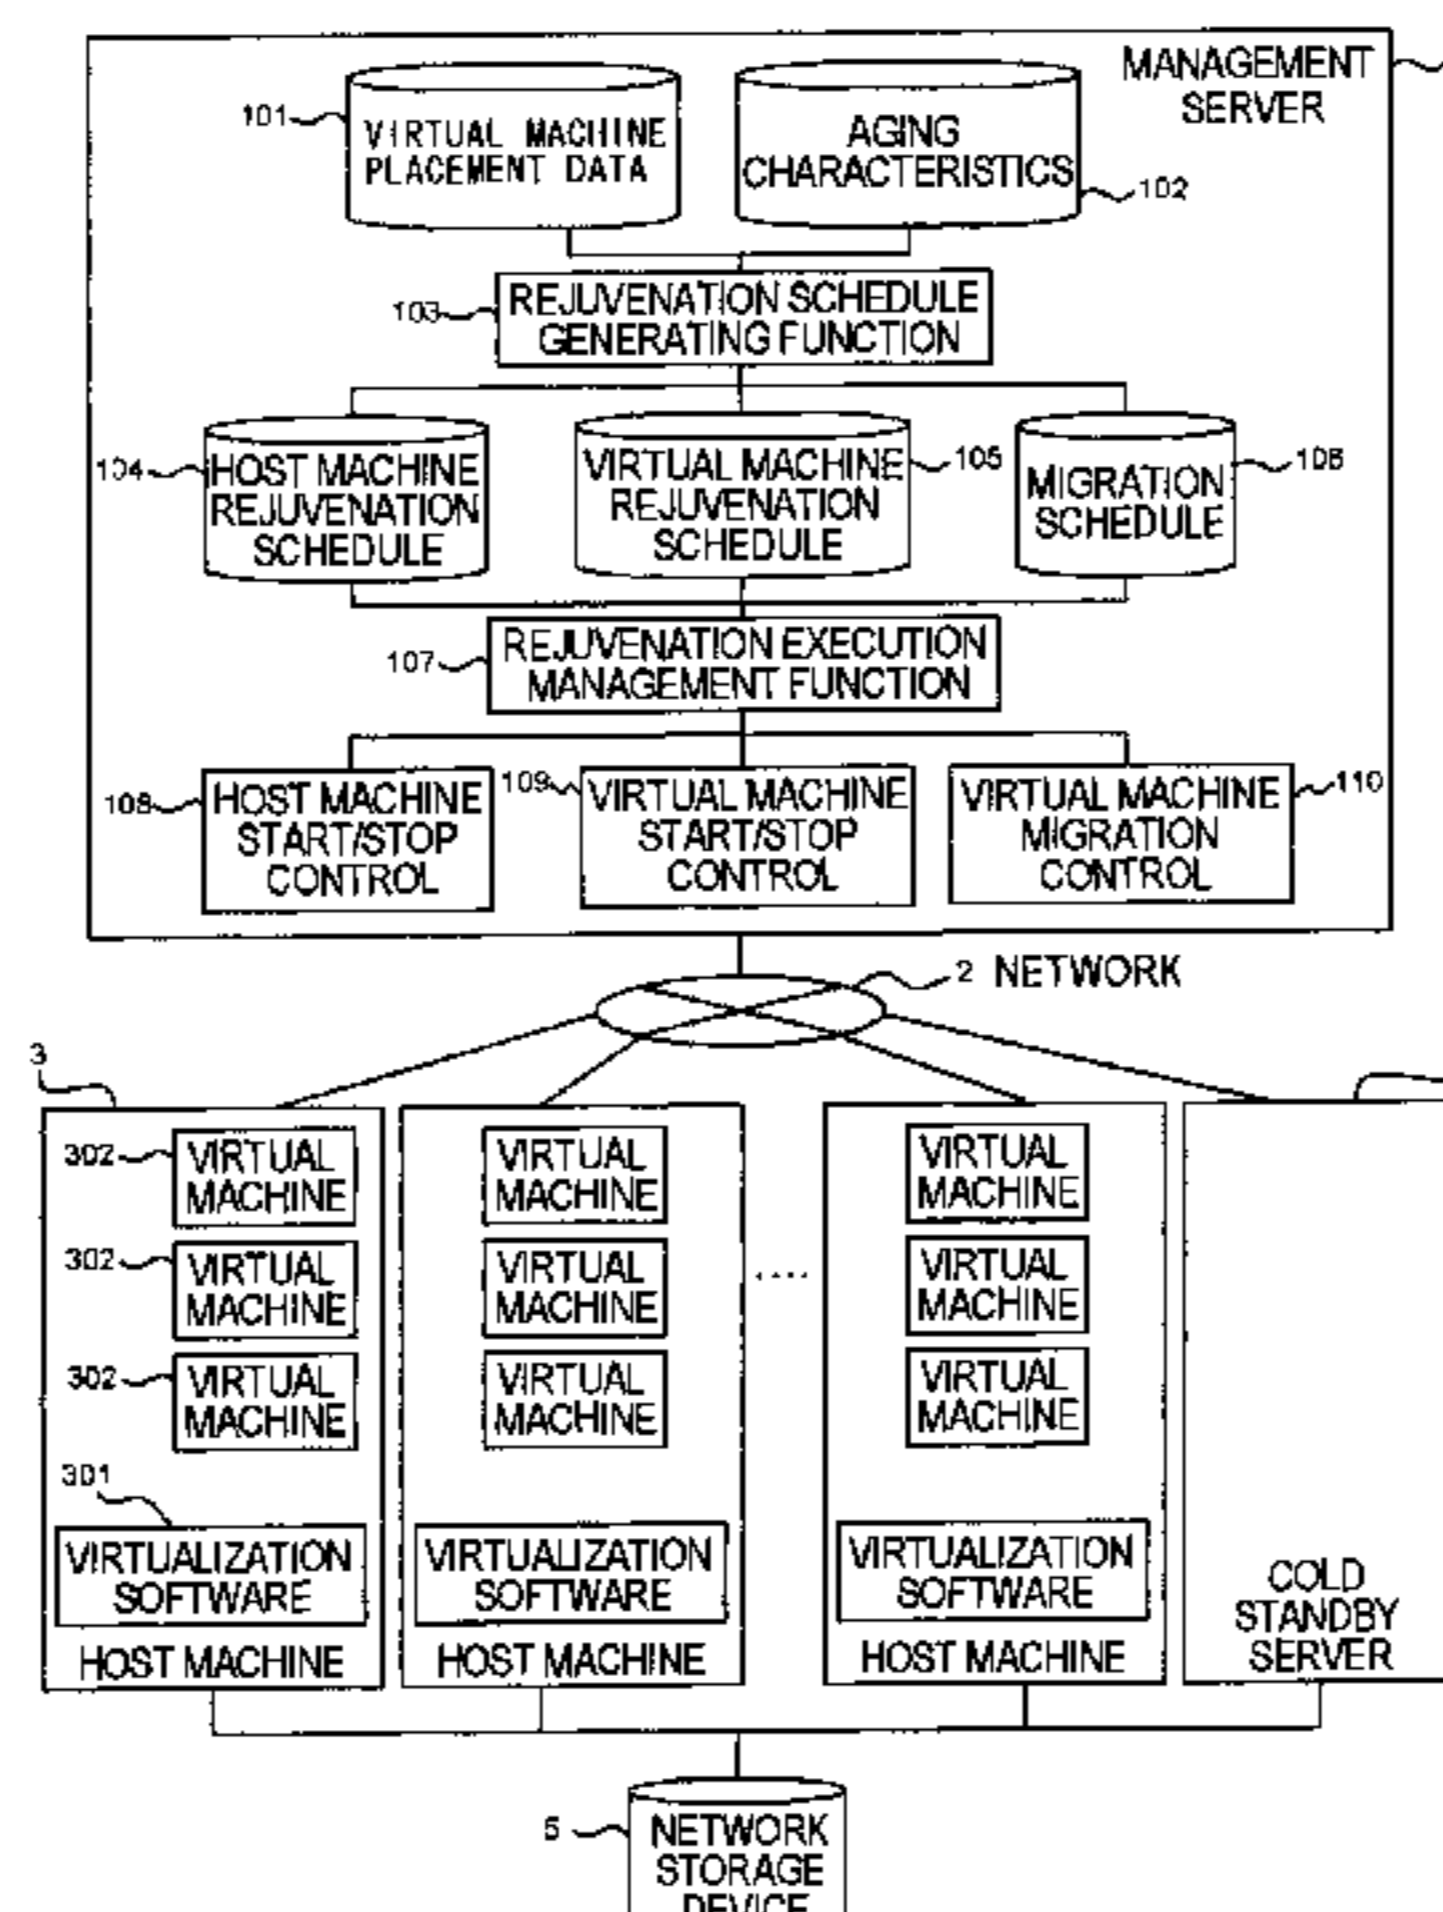 MANAGEMENT
SERVER
101
VIRTUAL MACHINE
PLACEMENT DATA
AGING
CHARACTERISTICS
102
103
REJUVENATION SCHEDULE
GENERATING FUNCTION
104
HOST MACHINE
REJUVENATION
SCHEDULE
VIRTUAL MACHINE
REJUVENATION
SCHEDULE
105
MIGRATION
SCHEDULE
106
107
REJUVENATION EXECUTION
MANAGEMENT FUNCTION
108
HOST MACHINE
START/STOP
CONTROL
109
VIRTUAL MACHINE
START/STOP
CONTROL
VIRTUAL MACHINE
MIGRATION
CONTROL
110
2 NETWORK
3
302
VIRTUAL
MACHINE
302
VIRTUAL
MACHINE
302
VIRTUAL
MACHINE
301
VIRTUALIZATION
SOFTWARE
HOST MACHINE
VIRTUAL
MACHINE
VIRTUAL
MACHINE
VIRTUAL
MACHINE
VIRTUALIZATION
SOFTWARE
HOST MACHINE
....
VIRTUAL
MACHINE
VIRTUAL
MACHINE
VIRTUAL
MACHINE
VIRTUALIZATION
SOFTWARE
HOST MACHINE
COLD
STANDBY
SERVER
5
NETWORK
STORAGE
DEVICE